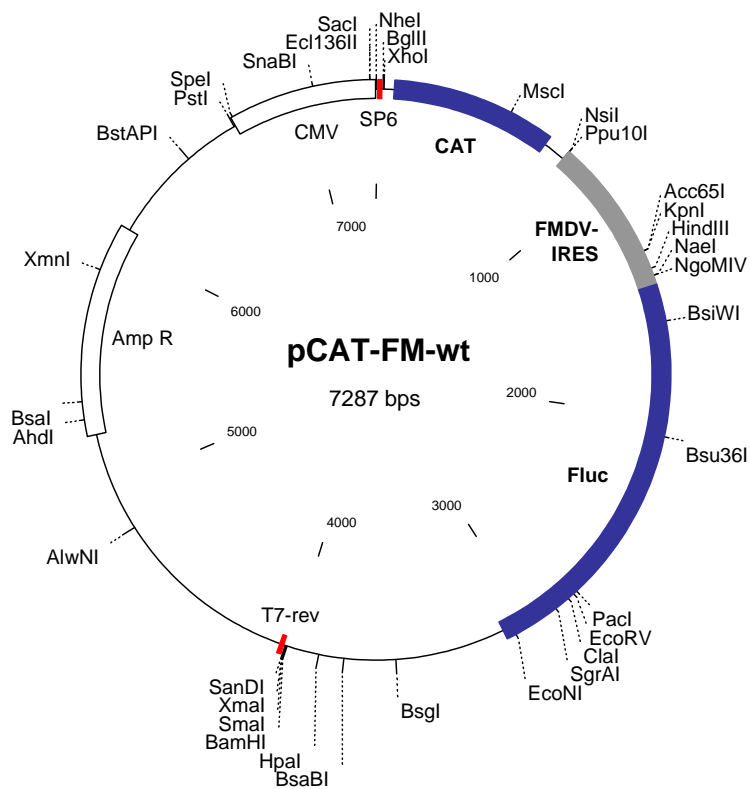 SacI
NheI
Ecl136II
BglII
SnaBI
XhoI
SpeI
PstI
MscI
CMV
SP6
NsiI
BstAPI
Ppu10I
CAT
Acc65I
KpnI
7000
FMDV-
IRES
HindIII
NaeI
XmnI
1000
NgoMIV
6000
BsiWI
Amp R
pCAT-FM-wt
7287 bps
2000
BsaI
AhdI
5000
Bsu36I
Fluc
4000
3000
AlwNI
T7-rev
PacI
EcoRV
ClaI
SgrAI
EcoNI
SanDI
XmaI
SmaI
BamHI
BsgI
HpaI
BsaBI